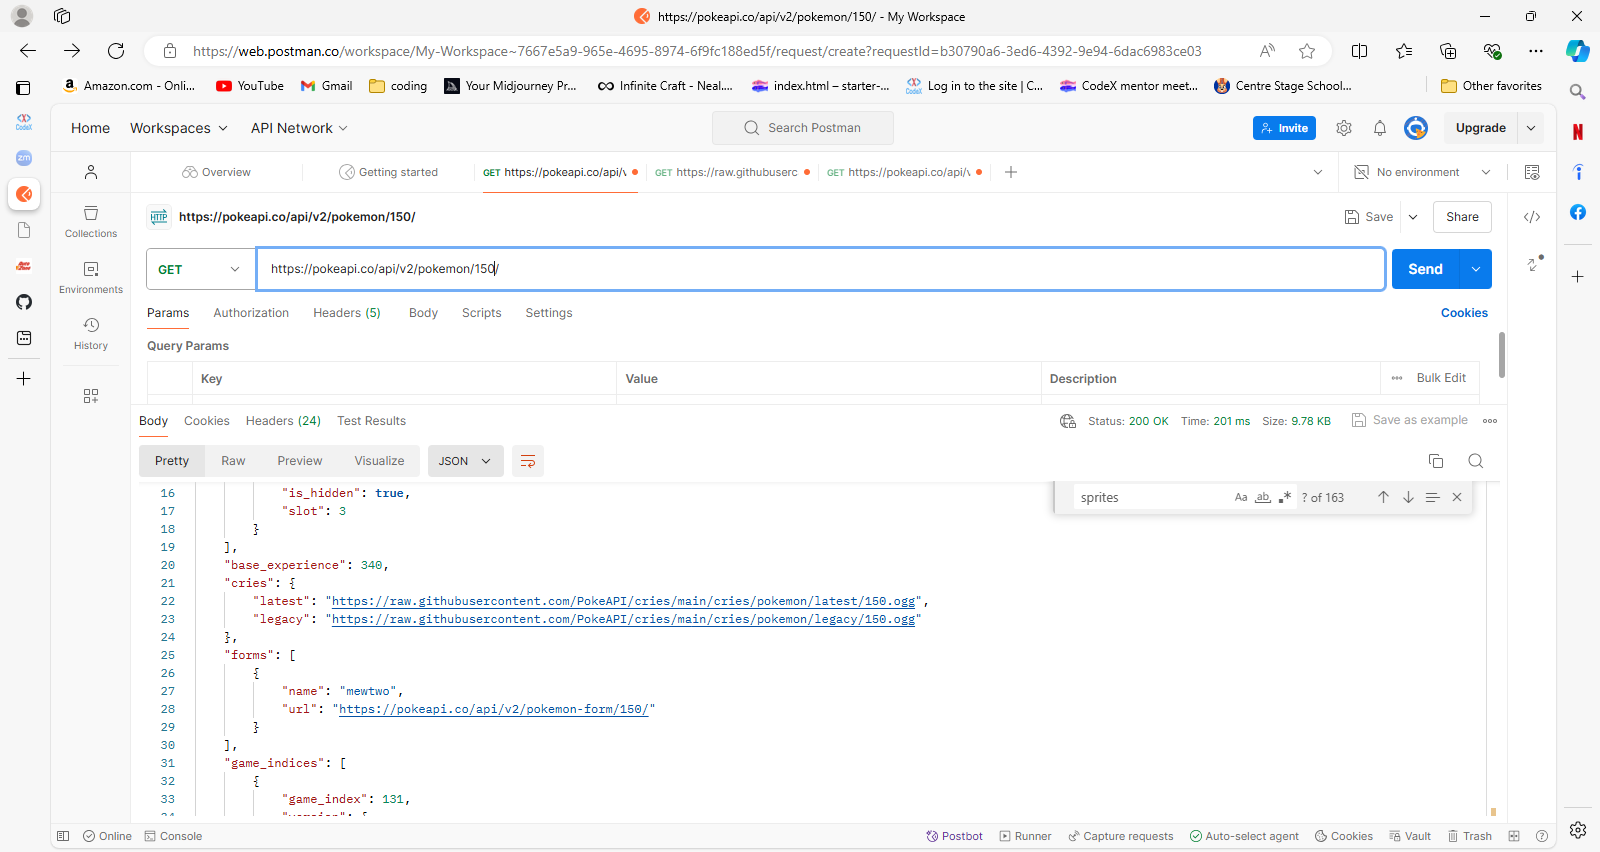 https://pokeapi.co/api/v2/pokemon/150/ - My Workspace
https://web.postman.co/workspace/My-Workspace~7667e5a9-965e-4695-8974-6f9fc188ed5f/request/create?requestId=b30790a6-3ed6-4392-9e94-6dac6983ce03
Amazon.com - Onli... YouTube Gmail coding Your Midjourney Pr... Infinite Craft - Neal.... index.html – starter-... Log in to the site | C... CodeX mentor meet... Centre Stage School... Other favorites
Home Workspaces API Network Search Postman Invite Upgrade
Overview Getting started GET https://pokeapi.co/api/v GET https://raw.githubuserc GET https://pokeapi.co/api/v No environment
HTTP https://pokeapi.co/api/v2/pokemon/150/ Save Share
Collections
GET https://pokeapi.co/api/v2/pokemon/150/ Send
Environments
Params Authorization Headers (5) Body Scripts Settings Cookies
History
Query Params
Key Value Description Bulk Edit
Body Cookies Headers (24) Test Results Status: 200 OK Time: 201 ms Size: 9.78 KB Save as example
Pretty Raw Preview Visualize JSON
sprites Aa ab ? of 163
16 "is_hidden": true,
17 "slot": 3
18 }
19 ],
20 "base_experience": 340,
21 "cries": {
22 "latest": "https://raw.githubusercontent.com/PokeAPI/cries/main/cries/pokemon/latest/150.ogg",
23 "legacy": "https://raw.githubusercontent.com/PokeAPI/cries/main/cries/pokemon/legacy/150.ogg"
24 },
25 "forms": [
26 {
27 "name": "mewtwo",
28 "url": "https://pokeapi.co/api/v2/pokemon-form/150/"
29 }
30 ],
31 "game_indices": [
32 {
33 "game_index": 131,
Online Console Postbot Runner Capture requests Auto-select agent Cookies Vault Trash